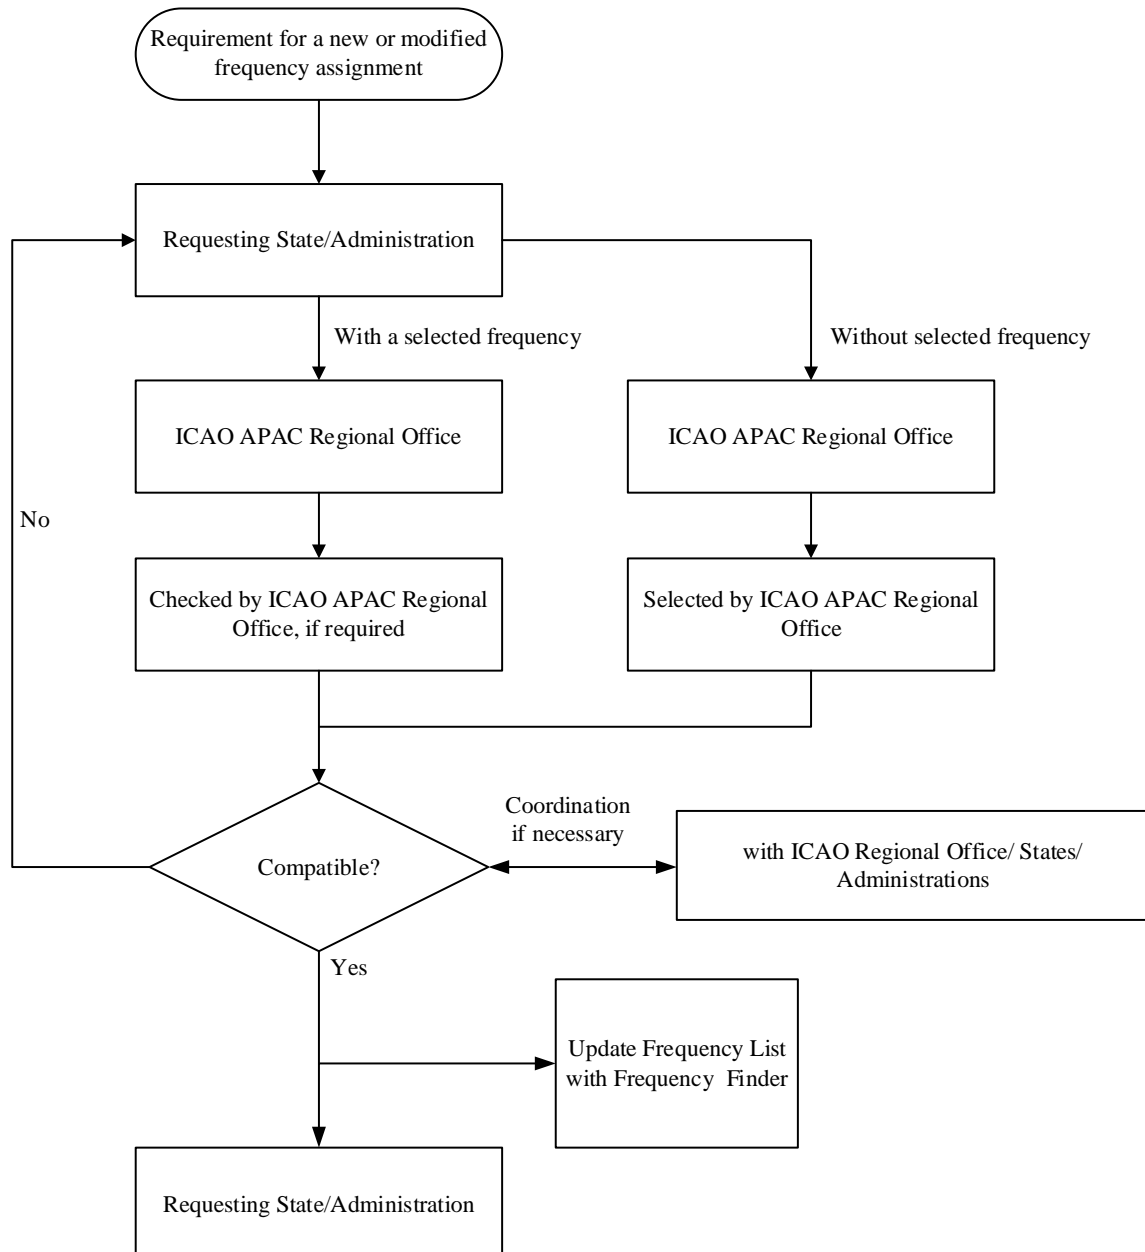 Requirement for a new or modified
frequency assignment
Requesting State/Administration
With a selected frequency
Without selected frequency
ICAO APAC Regional Office
ICAO APAC Regional Office
No
Checked by ICAO APAC Regional
Office, if required
Selected by ICAO APAC Regional
Office
Coordination
if necessary
Compatible?
with ICAO Regional Office/ States/
Administrations
Yes
Update Frequency List
with Frequency  Finder
Requesting State/Administration